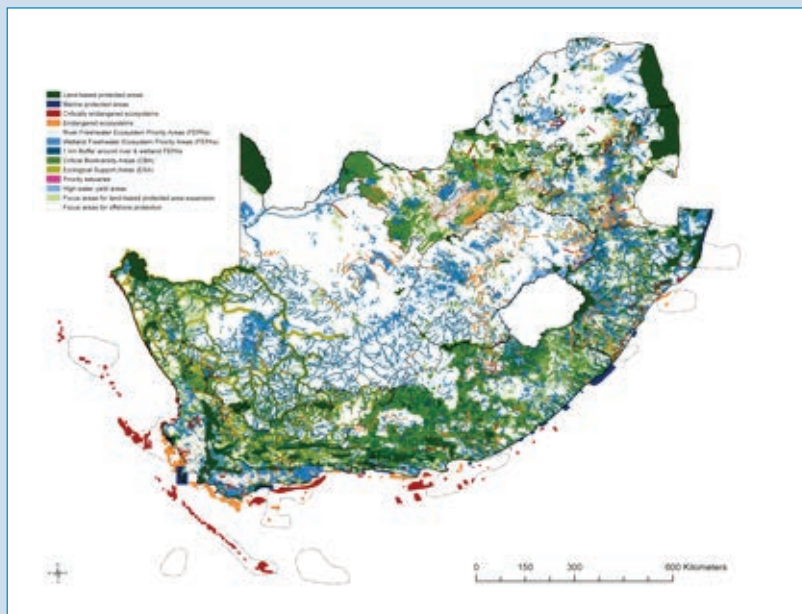 Land-based protected areas
Marine protected areas
Critically endangered ecosystems
Endangered ecosystems
River Freshwater Ecosystem Priority Areas (FEPAs)
Wetland Freshwater Ecosystem Priority Areas (FEPAs)
1 km Buffer around river & wetland FEPAs
Critical Biodiversity Areas (CBA)
Ecological Support Areas (ESA)
Priority estuaries
High water yield areas
Focus areas for land-based protected area expansion
Focus areas for offshore protection
0 150 300 600 Kilometers